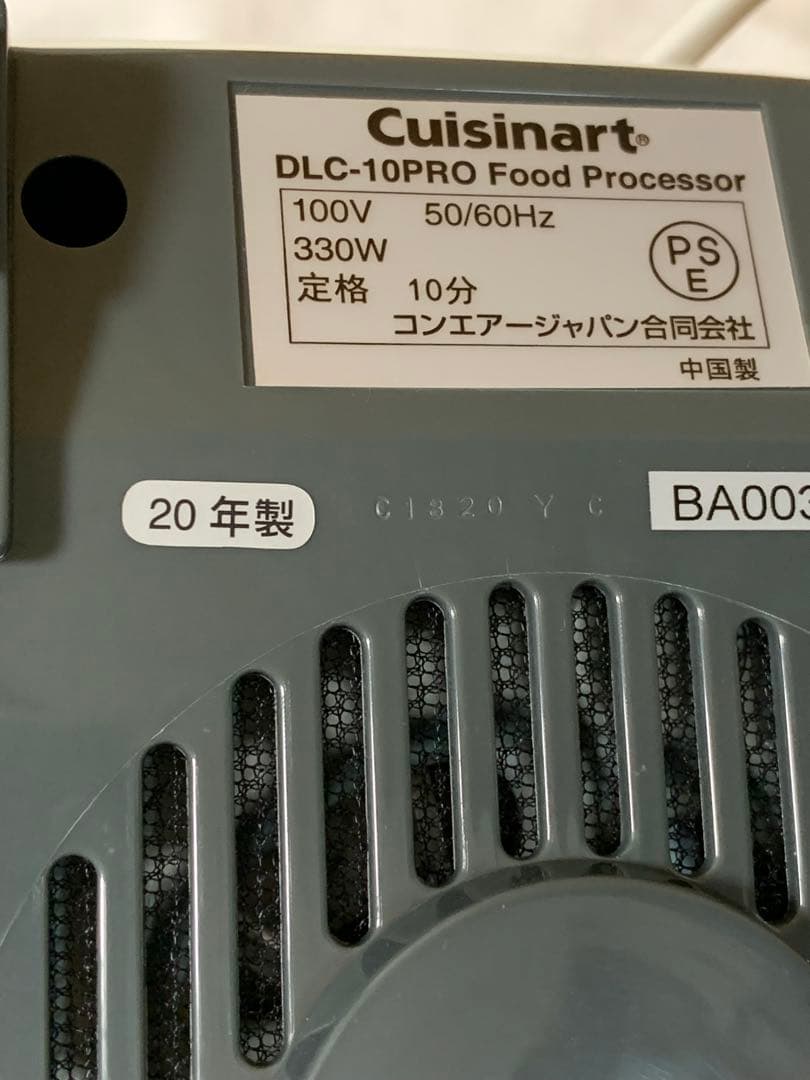 Cuisinart®
DLC-10PRO Food Processor
100V 50/60Hz
330W
PSE
定格 10分
コンエアージャパン合同会社
中国製
20 年製
C1820 Y C
BA003